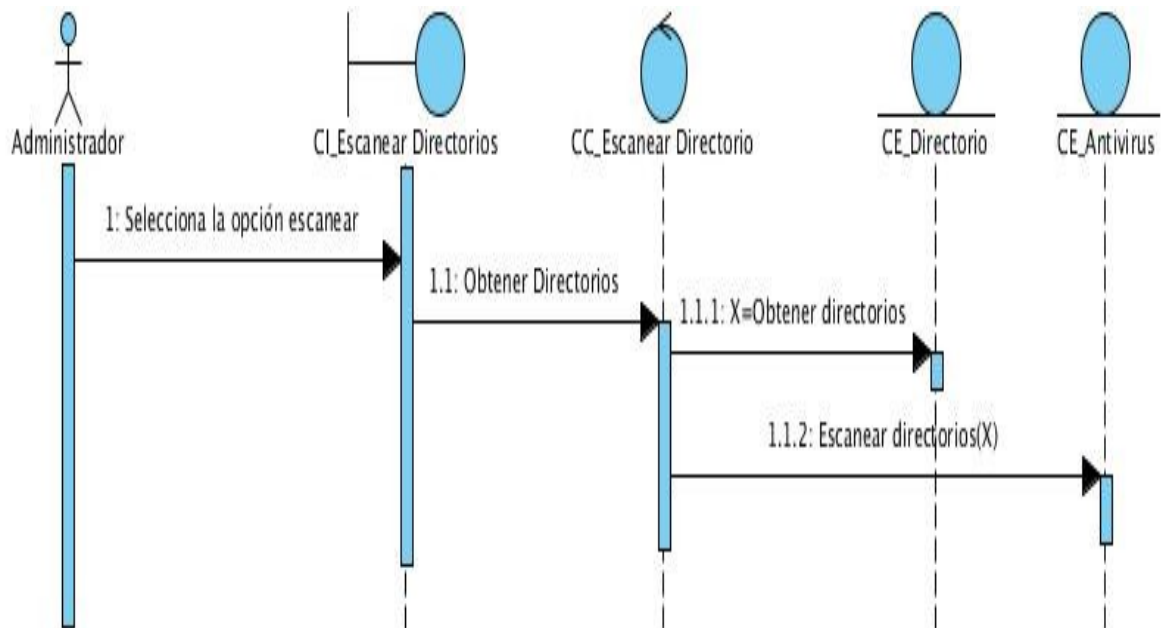 Administrador
CI_Escanear Directorios
CC_Escanear Directorio
CE_Directorio
CE_Antivirus
1: Selecciona la opción escanear
1.1: Obtener Directorios
1.1.1: X=Obtener directorios
1.1.2: Escanear directorios(X)